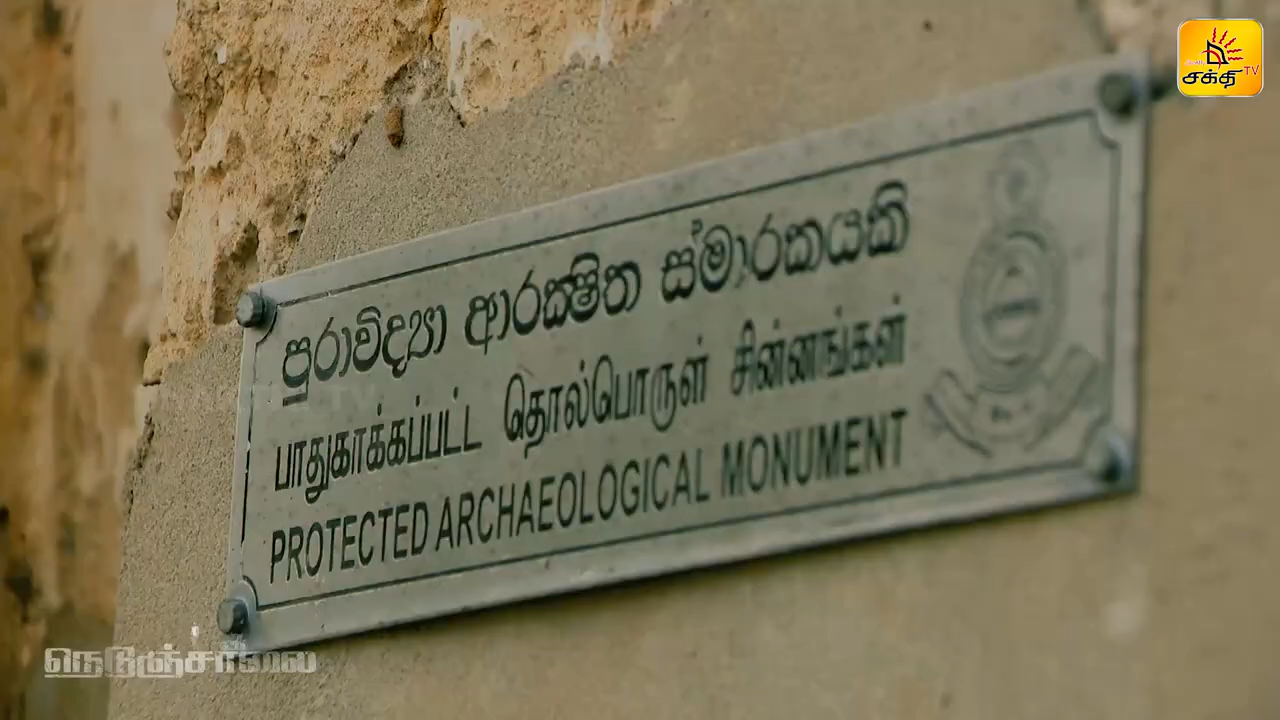 சக்தி TV
පුරාවිද්‍යා ආරක්ෂිත ස්මාරකයකි
பாதுகாக்கப்பட்ட தொல்பொருள் சின்னங்கள்
PROTECTED ARCHAEOLOGICAL MONUMENT
நெடுஞ்சாலை